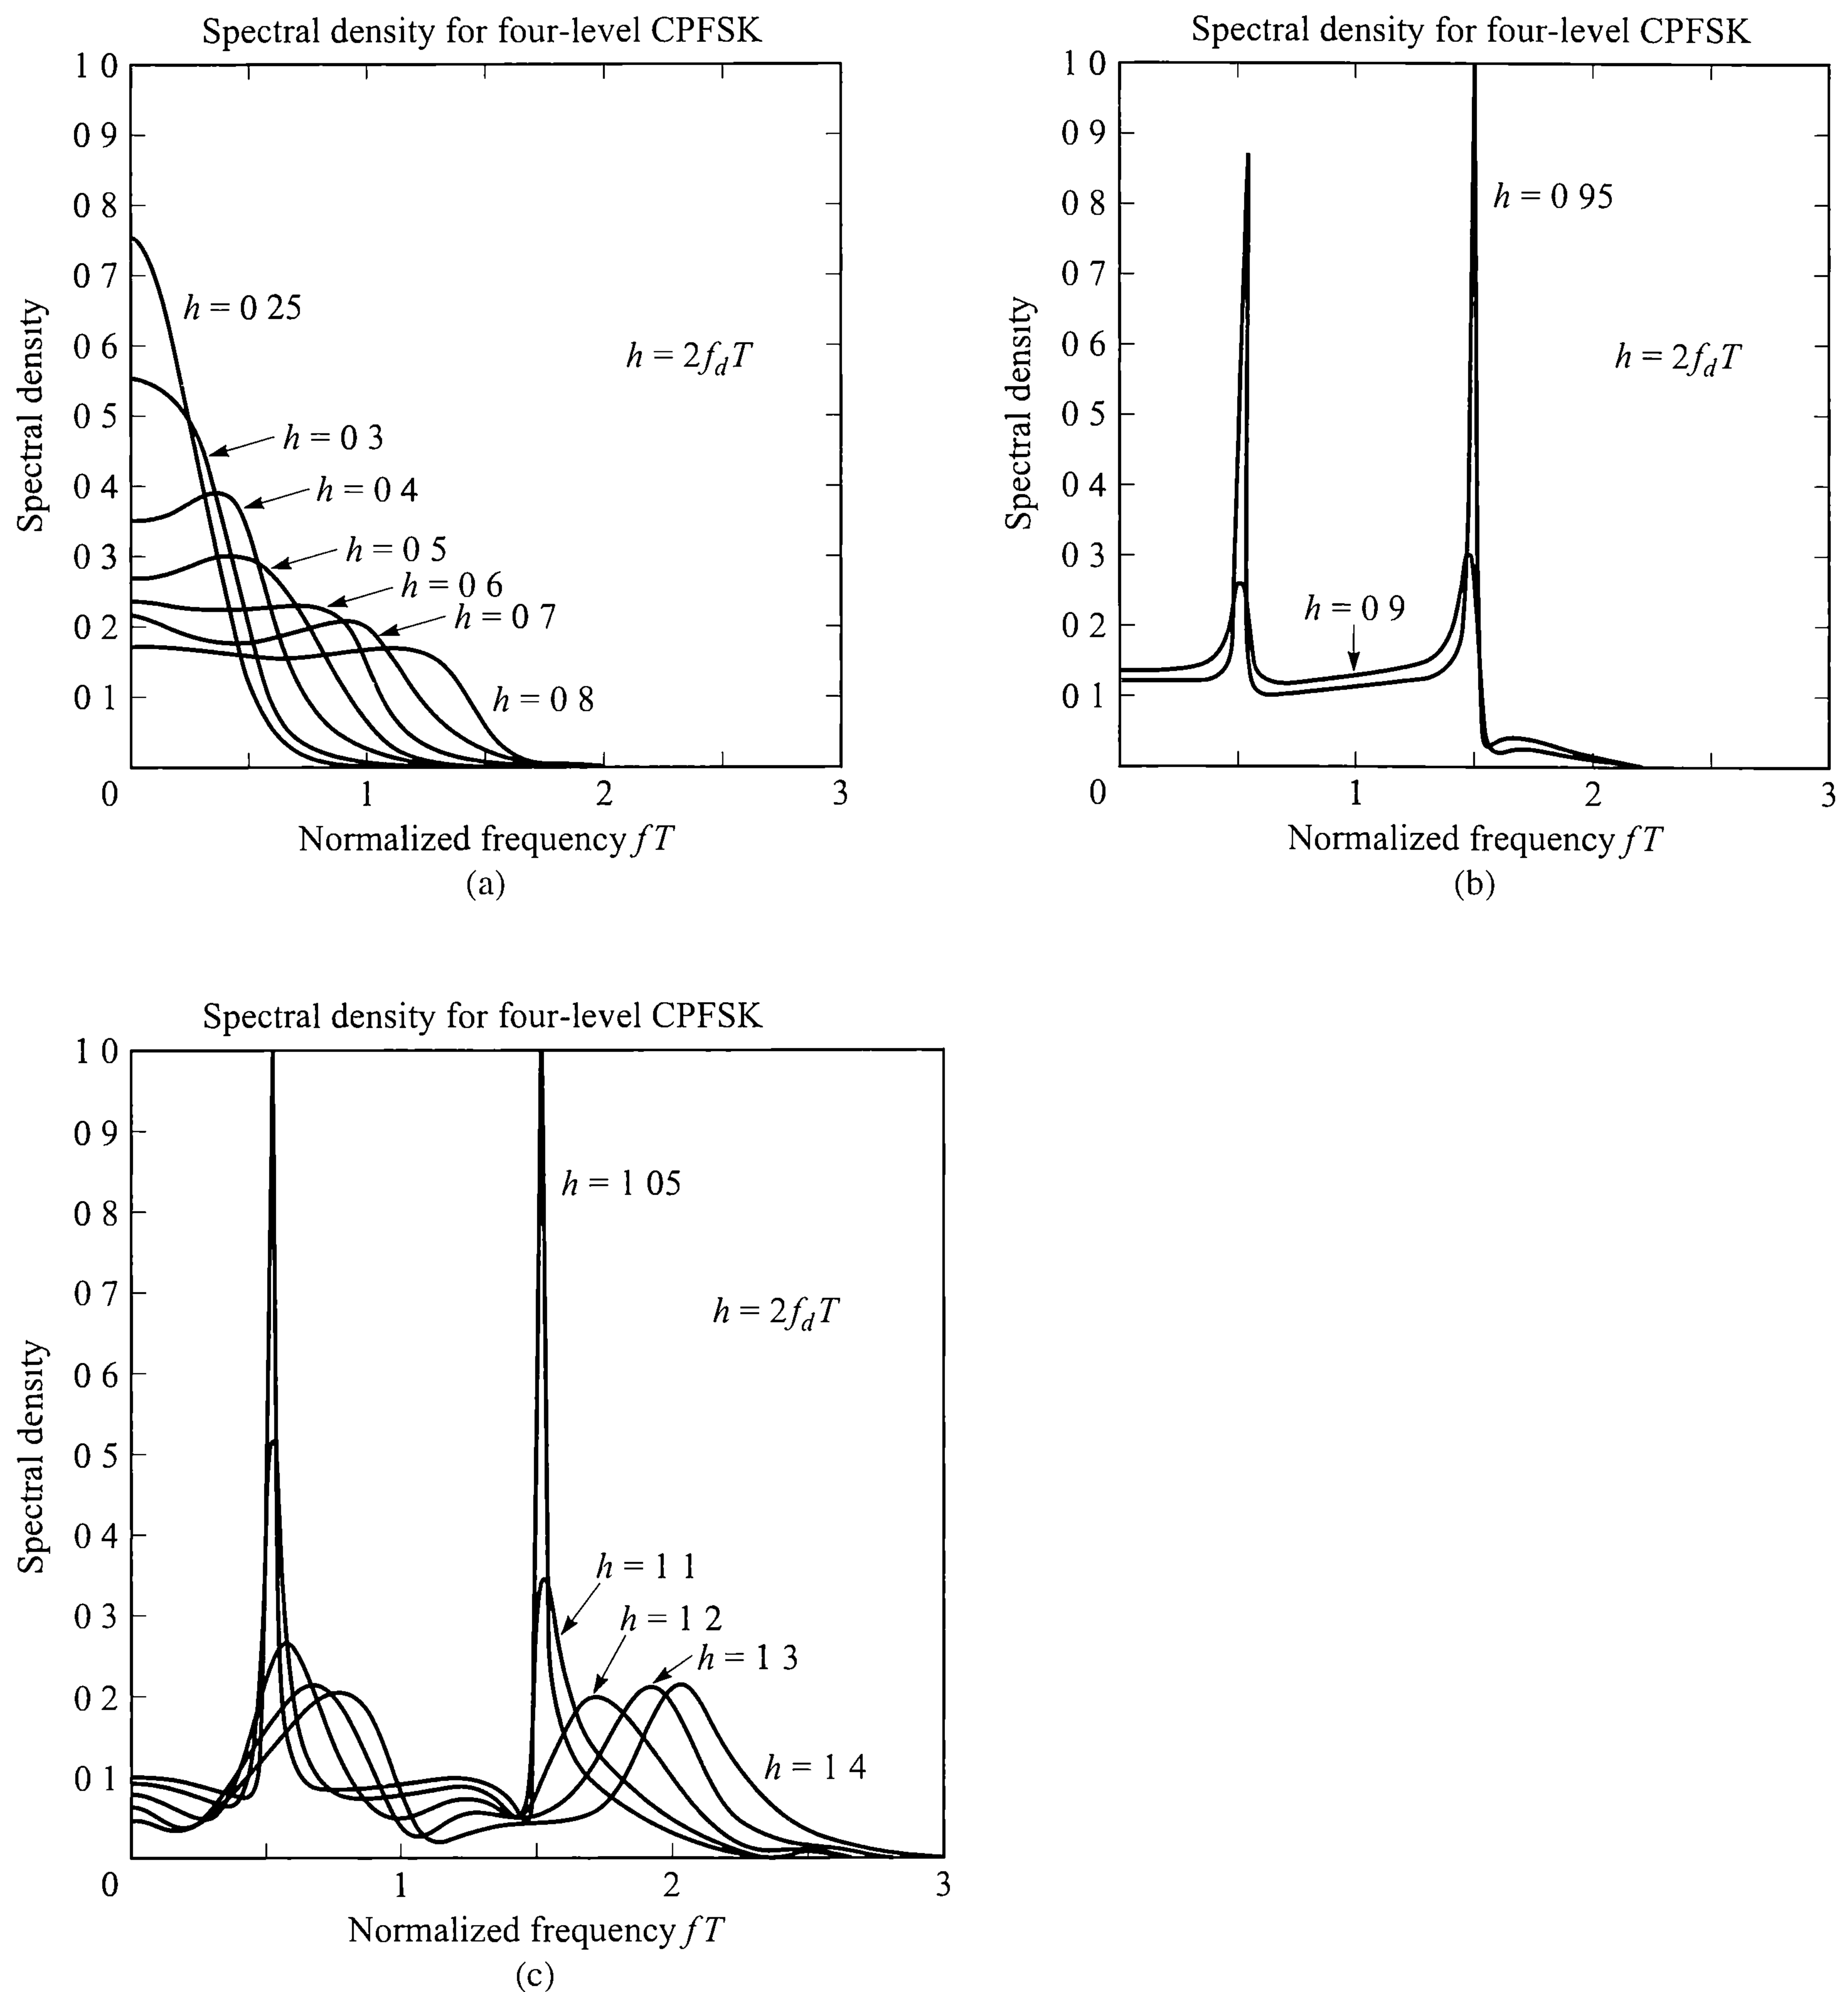 Spectral density for four-level CPFSK
1 0
0 9
0 8
0 7
0 6
0 5
0 4
0 3
0 2
0 1
0
1
2
3
Spectral density
h = 0 25
h = 2f_dT
h = 0 3
h = 0 4
h = 0 5
h = 0 6
h = 0 7
h = 0 8
Normalized frequency fT
(a)
Spectral density for four-level CPFSK
1 0
0 9
0 8
0 7
0 6
0 5
0 4
0 3
0 2
0 1
0
1
2
3
Spectral density
h = 0 95
h = 2f_dT
h = 0 9
Normalized frequency fT
(b)
Spectral density for four-level CPFSK
1 0
0 9
0 8
0 7
0 6
0 5
0 4
0 3
0 2
0 1
0
1
2
3
Spectral density
h = 1 05
h = 2f_dT
h = 1 1
h = 1 2
h = 1 3
h = 1 4
Normalized frequency fT
(c)